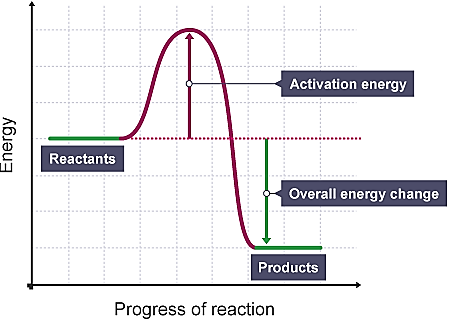 Activation energy
Energy
Reactants
Overall energy change
Products
Progress of reaction